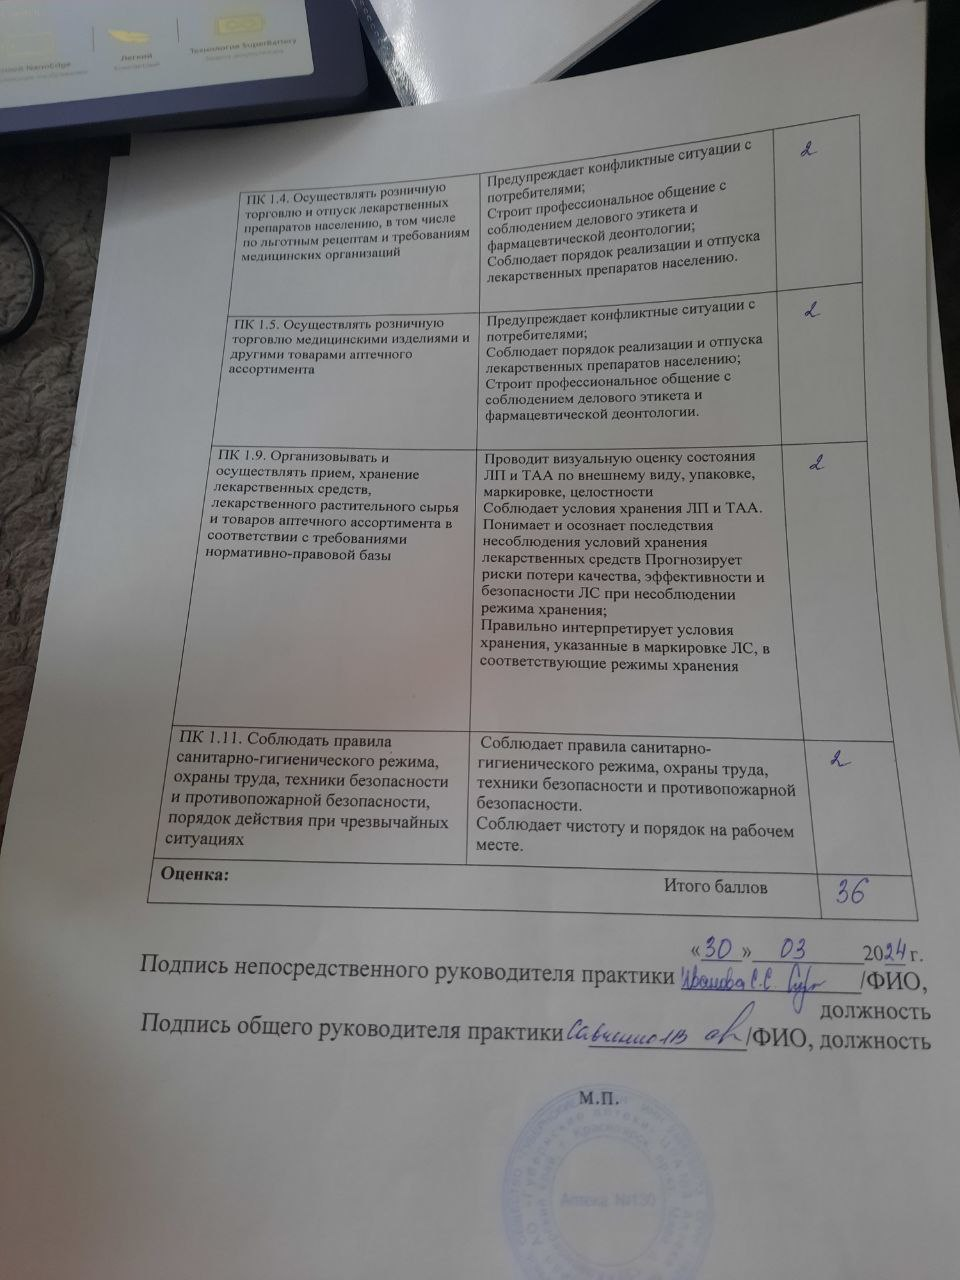 Легкий
Технология SuperBattery
ПК 1.4. Осуществлять розничную
торговлю и отпуск лекарственных
препаратов населению, в том числе
по льготным рецептам и требованиям
медицинских организаций
Предупреждает конфликтные ситуации с
потребителями;
Строит профессиональное общение с
соблюдением делового этикета и
фармацевтической деонтологии;
Соблюдает порядок реализации и отпуска
лекарственных препаратов населению.
2
ПК 1.5. Осуществлять розничную
торговлю медицинскими изделиями и
другими товарами аптечного
ассортимента
Предупреждает конфликтные ситуации с
потребителями;
Соблюдает порядок реализации и отпуска
лекарственных препаратов населению;
Строит профессиональное общение с
соблюдением делового этикета и
фармацевтической деонтологии.
2
ПК 1.9. Организовывать и
осуществлять прием, хранение
лекарственных средств,
лекарственного растительного сырья
и товаров аптечного ассортимента в
соответствии с требованиями
нормативно-правовой базы
Проводит визуальную оценку состояния
ЛП и ТАА по внешнему виду, упаковке,
маркировке, целостности
Соблюдает условия хранения ЛП и ТАА.
Понимает и осознает последствия
несоблюдения условий хранения
лекарственных средств Прогнозирует
риски потери качества, эффективности и
безопасности ЛС при несоблюдении
режима хранения;
Правильно интерпретирует условия
хранения, указанные в маркировке ЛС, в
соответствующие режимы хранения
2
ПК 1.11. Соблюдать правила
санитарно-гигиенического режима,
охраны труда, техники безопасности
и противопожарной безопасности,
порядок действия при чрезвычайных
ситуациях
Соблюдает правила санитарно-
гигиенического режима, охраны труда,
техники безопасности и противопожарной
безопасности.
Соблюдает чистоту и порядок на рабочем
месте.
2
Оценка:
Итого баллов
36
«30» 03 2024 г.
Подпись непосредственного руководителя практики Иванова С.С. /ФИО,
должность
Подпись общего руководителя практики Савченко /ФИО, должность
М.П.
Аптека №130